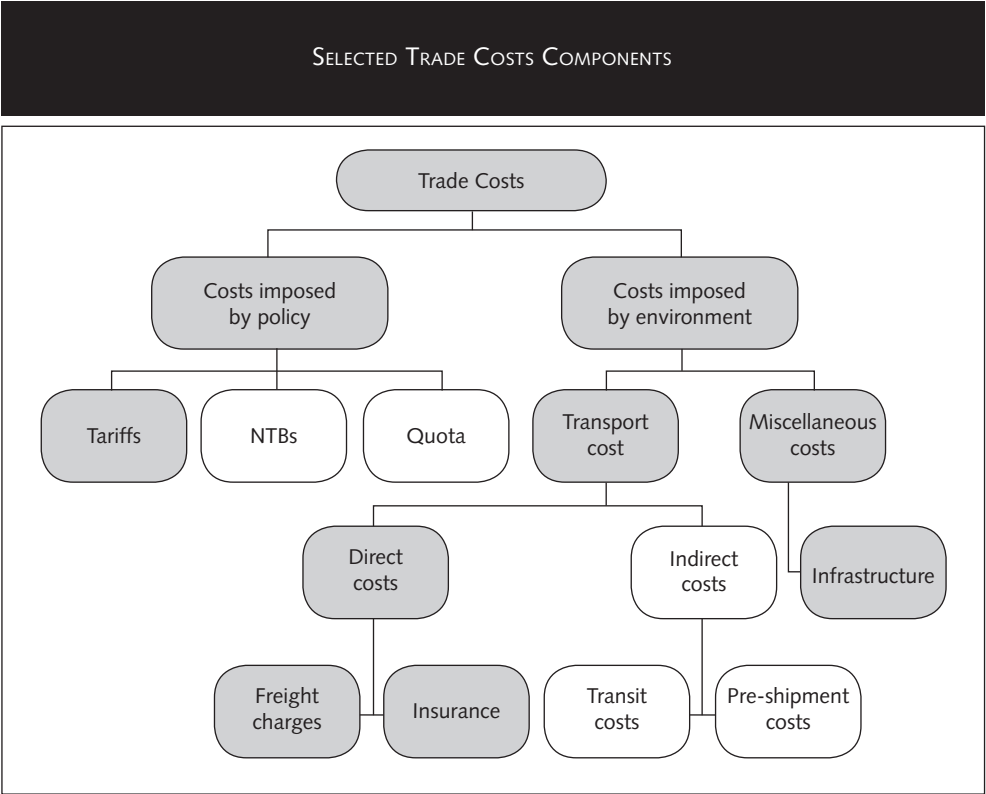 Selected Trade Costs Components
Trade Costs
Costs imposed
by policy
Costs imposed
by environment
Tariffs
NTBs
Quota
Transport
cost
Miscellaneous
costs
Direct
costs
Indirect
costs
Infrastructure
Freight
charges
Insurance
Transit
costs
Pre-shipment
costs